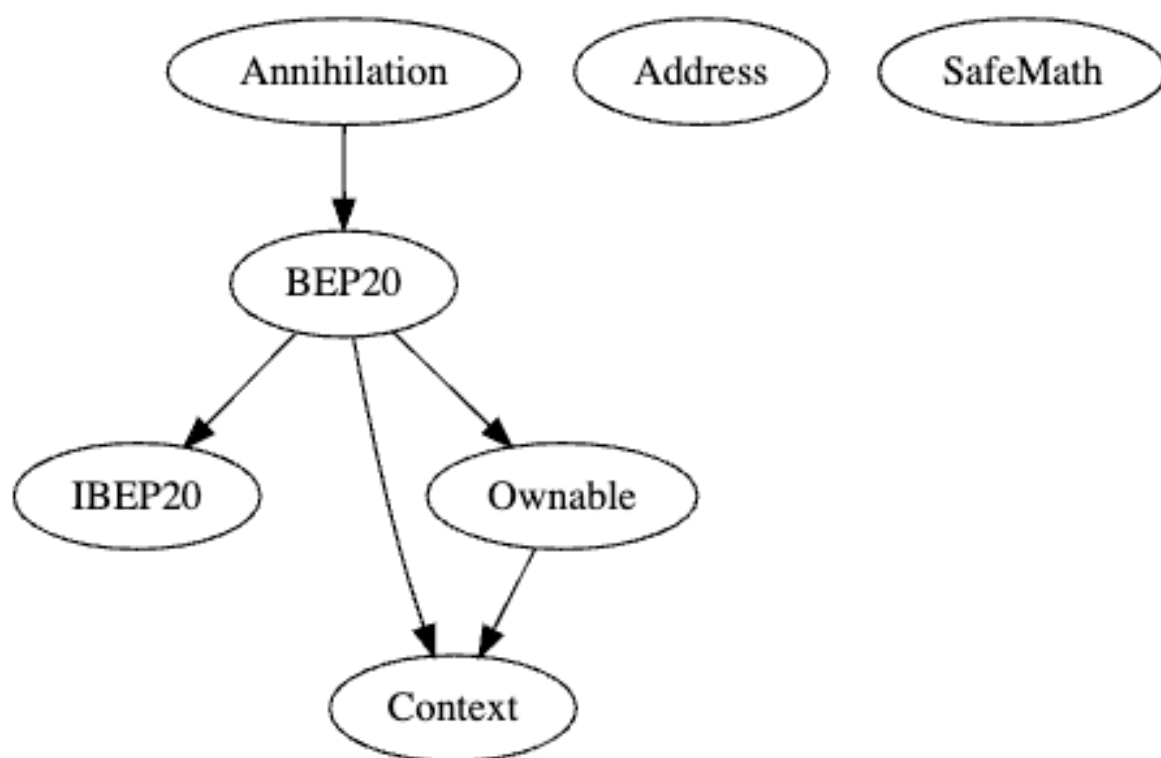 Annihilation
Address
SafeMath
BEP20
IBEP20
Ownable
Context